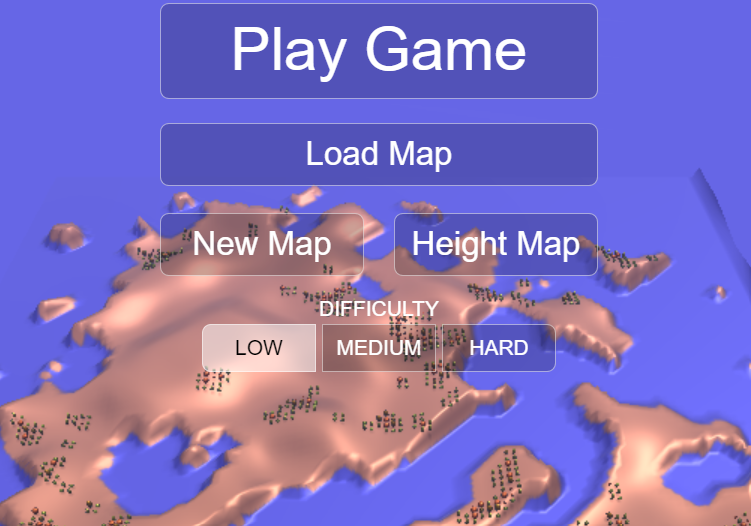 Play Game
Load Map
New Map Height Map
DIFFICULTY
LOW MEDIUM HARD